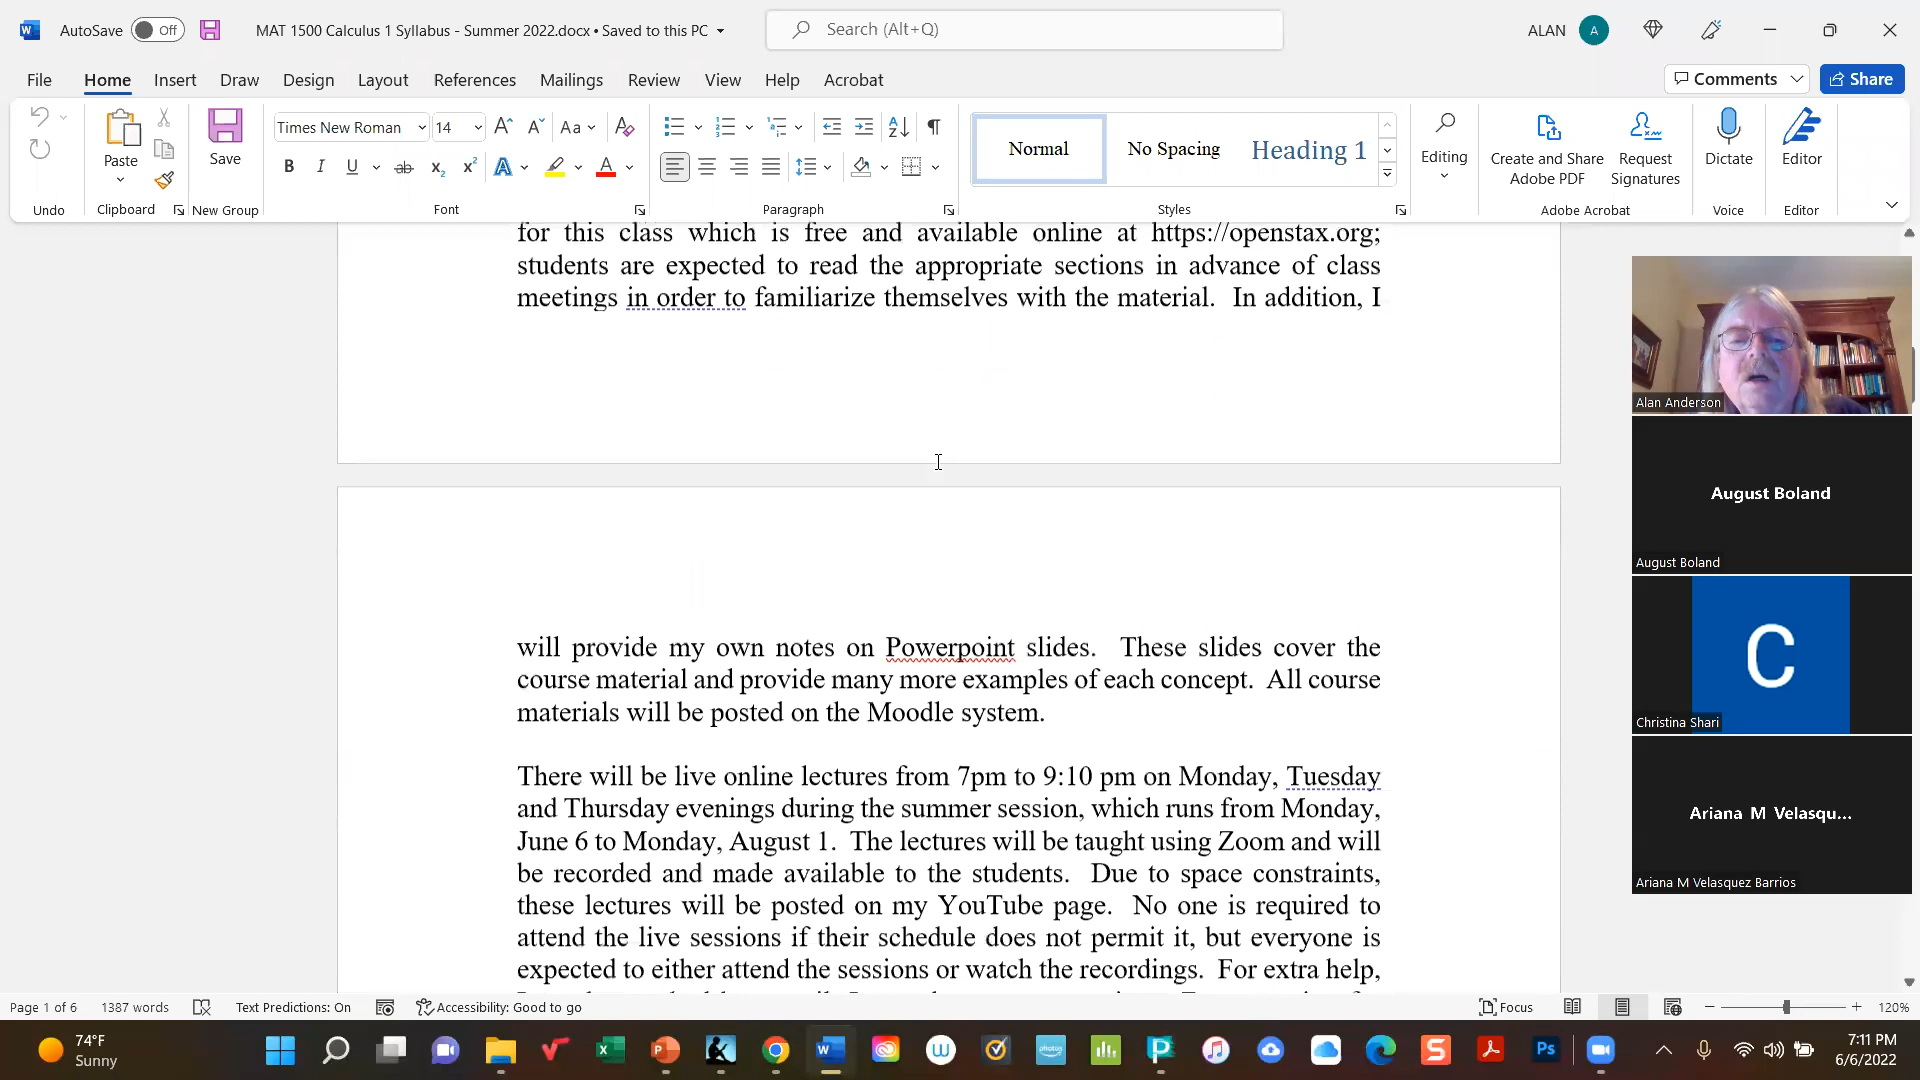 AutoSave Off MAT 1500 Calculus 1 Syllabus - Summer 2022.docx • Saved to this PC Search (Alt+Q) ALAN A
File Home Insert Draw Design Layout References Mailings Review View Help Acrobat Comments Share
Times New Roman 14 Aa
Paste Save B I U ab x₂ x² A A Normal No Spacing Heading 1 Editing Create and Share Adobe PDF Request Signatures Dictate Editor
Undo Clipboard New Group Font Paragraph Styles Adobe Acrobat Voice Editor
for this class which is free and available online at https://openstax.org;
students are expected to read the appropriate sections in advance of class
meetings in order to familiarize themselves with the material. In addition, I
will provide my own notes on Powerpoint slides. These slides cover the
course material and provide many more examples of each concept. All course
materials will be posted on the Moodle system.
There will be live online lectures from 7pm to 9:10 pm on Monday, Tuesday
and Thursday evenings during the summer session, which runs from Monday,
June 6 to Monday, August 1. The lectures will be taught using Zoom and will
be recorded and made available to the students. Due to space constraints,
these lectures will be posted on my YouTube page. No one is required to
attend the live sessions if their schedule does not permit it, but everyone is
expected to either attend the sessions or watch the recordings. For extra help,
Alan Anderson
August Boland
August Boland
C
Christina Shari
Ariana M Velasqu...
Ariana M Velasquez Barrios
Page 1 of 6 1387 words Text Predictions: On Accessibility: Good to go Focus 120%
74°F
Sunny
7:11 PM
6/6/2022